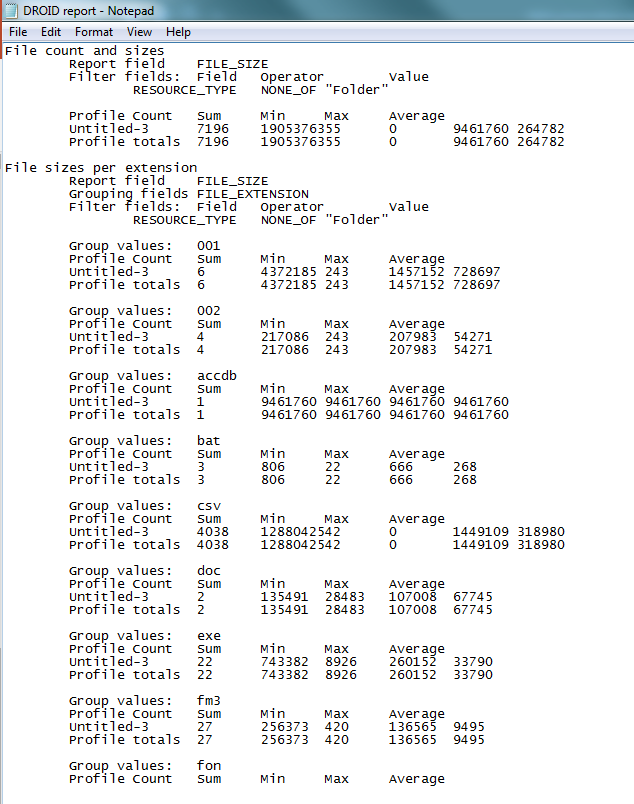 DROID report - Notepad
File Edit Format View Help
File count and sizes
Report field FILE_SIZE
Filter fields: Field Operator Value
RESOURCE_TYPE NONE_OF "Folder"
Profile Count Sum Min Max Average
Untitled-3 7196 1905376355 0 9461760 264782
Profile totals 7196 1905376355 0 9461760 264782
File sizes per extension
Report field FILE_SIZE
Grouping fields FILE_EXTENSION
Filter fields: Field Operator Value
RESOURCE_TYPE NONE_OF "Folder"
Group values: 001
Profile Count Sum Min Max Average
Untitled-3 6 4372185 243 1457152 728697
Profile totals 6 4372185 243 1457152 728697
Group values: 002
Profile Count Sum Min Max Average
Untitled-3 4 217086 243 207983 54271
Profile totals 4 217086 243 207983 54271
Group values: accdb
Profile Count Sum Min Max Average
Untitled-3 1 9461760 9461760 9461760 9461760
Profile totals 1 9461760 9461760 9461760 9461760
Group values: bat
Profile Count Sum Min Max Average
Untitled-3 3 806 22 666 268
Profile totals 3 806 22 666 268
Group values: csv
Profile Count Sum Min Max Average
Untitled-3 4038 1288042542 0 1449109 318980
Profile totals 4038 1288042542 0 1449109 318980
Group values: doc
Profile Count Sum Min Max Average
Untitled-3 2 135491 28483 107008 67745
Profile totals 2 135491 28483 107008 67745
Group values: exe
Profile Count Sum Min Max Average
Untitled-3 22 743382 8926 260152 33790
Profile totals 22 743382 8926 260152 33790
Group values: fm3
Profile Count Sum Min Max Average
Untitled-3 27 256373 420 136565 9495
Profile totals 27 256373 420 136565 9495
Group values: fon
Profile Count Sum Min Max Average